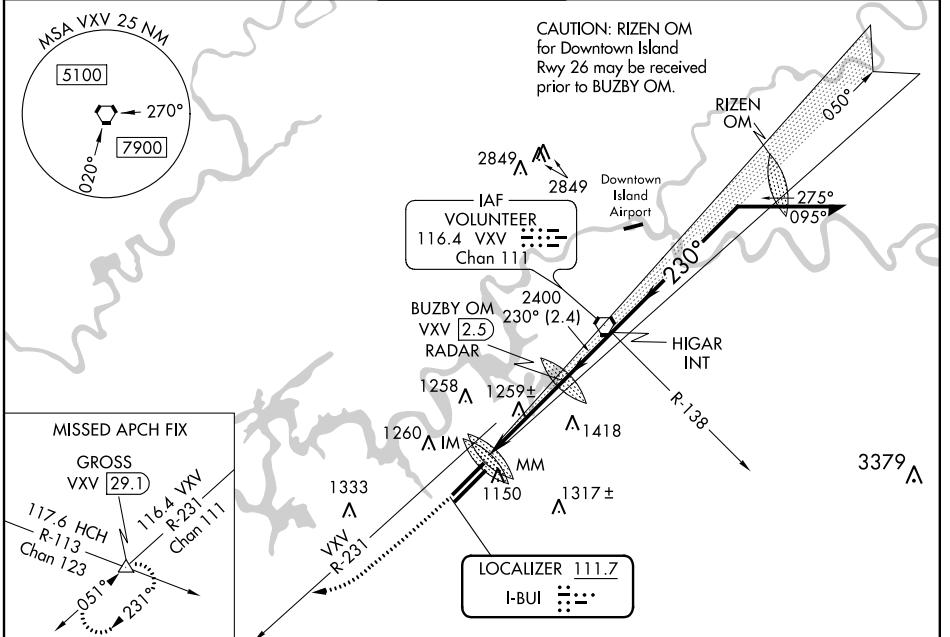 MSA VXV 25 NM
5100
270°
7900
020°
CAUTION: RIZEN OM
for Downtown Island
Rwy 26 may be received
prior to BUZBY OM.
RIZEN
OM
050°
2849
2849
Downtown
Island
Airport
275°
095°
IAF
VOLUNTEER
116.4 VXV
Chan 111
230°
BUZBY OM
VXV 2.5
RADAR
2400
230° (2.4)
HIGAR
INT
R-138
1258
1259±
1418
1260
IM
MM
1150
1317±
3379
1333
VXV
R-231
LOCALIZER 111.7
I-BUI
MISSED APCH FIX
GROSS
VXV 29.1
117.6 HCH
R-113
Chan 123
116.4 VXV
R-231
Chan 111
051°
231°